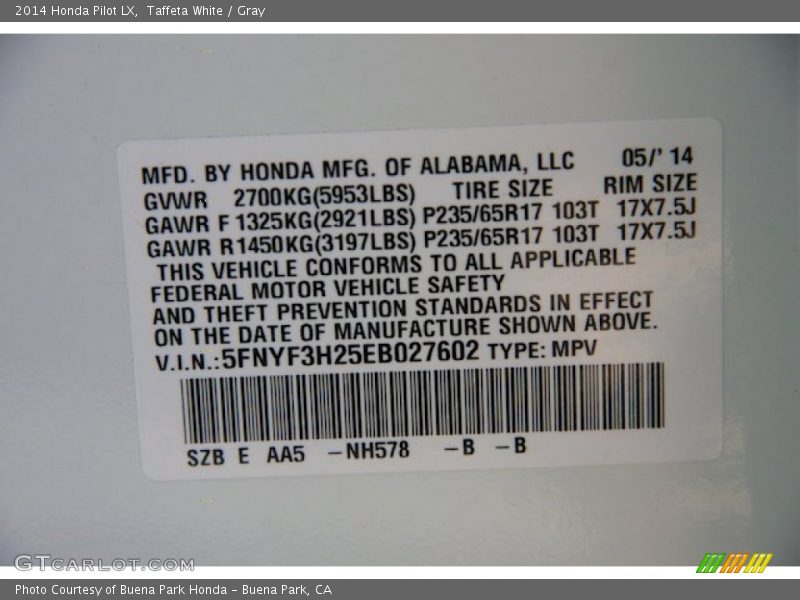 2014 Honda Pilot LX,  Taffeta White / Gray
MFD. BY HONDA MFG. OF ALABAMA, LLC 05/' 14
GVWR 2700KG(5953LBS) TIRE SIZE RIM SIZE
GAWR F 1325KG(2921LBS) P235/65R17 103T 17X7.5J
GAWR R1450KG(3197LBS) P235/65R17 103T 17X7.5J
THIS VEHICLE CONFORMS TO ALL APPLICABLE
FEDERAL MOTOR VEHICLE SAFETY
AND THEFT PREVENTION STANDARDS IN EFFECT
ON THE DATE OF MANUFACTURE SHOWN ABOVE.
V.I.N.:5FNYF3H25EB027602 TYPE: MPV
SZB E AA5 –NH578 –B –B
GTCARLOT.COM
Photo Courtesy of Buena Park Honda – Buena Park, CA